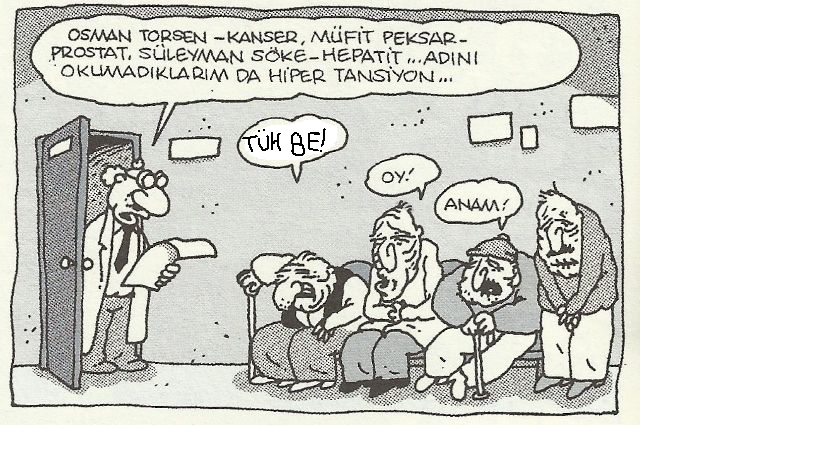 OSMAN TORSEN -KANSER, MÜFİT PEKSAR-
PROSTAT, SÜLEYMAN SÖKE-HEPATİT ...ADINI
OKUMADIKLARIM DA HİPER TANSİYON...
TÜH BE!
OY!
ANAM!